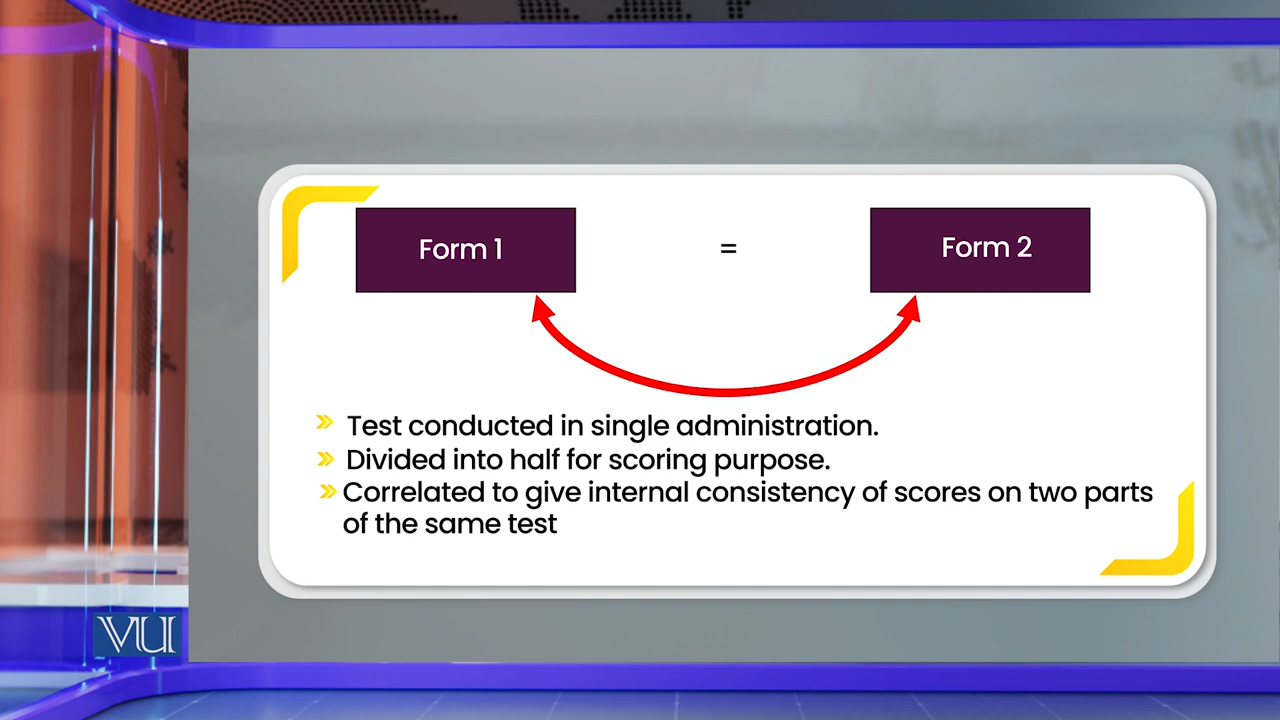 Form 1
=
Form 2
Test conducted in single administration.
Divided into half for scoring purpose.
Correlated to give internal consistency of scores on two parts
of the same test
VU